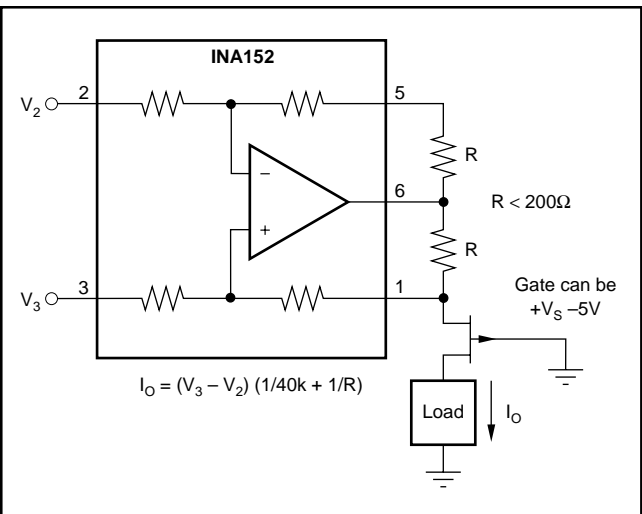 INA152
V2
2
5
R
−
6
R < 200Ω
+
R
V3
3
1
Gate can be
+VS –5V
IO = (V3 – V2) (1/40k + 1/R)
Load
IO